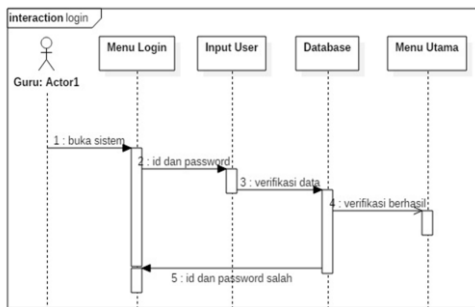 interaction login
Menu Login
Input User
Database
Menu Utama
Guru: Actor1
1 : buka sistem
2 : id dan password
3 : verifikasi data
4 : verifikasi berhasil
5 : id dan password salah